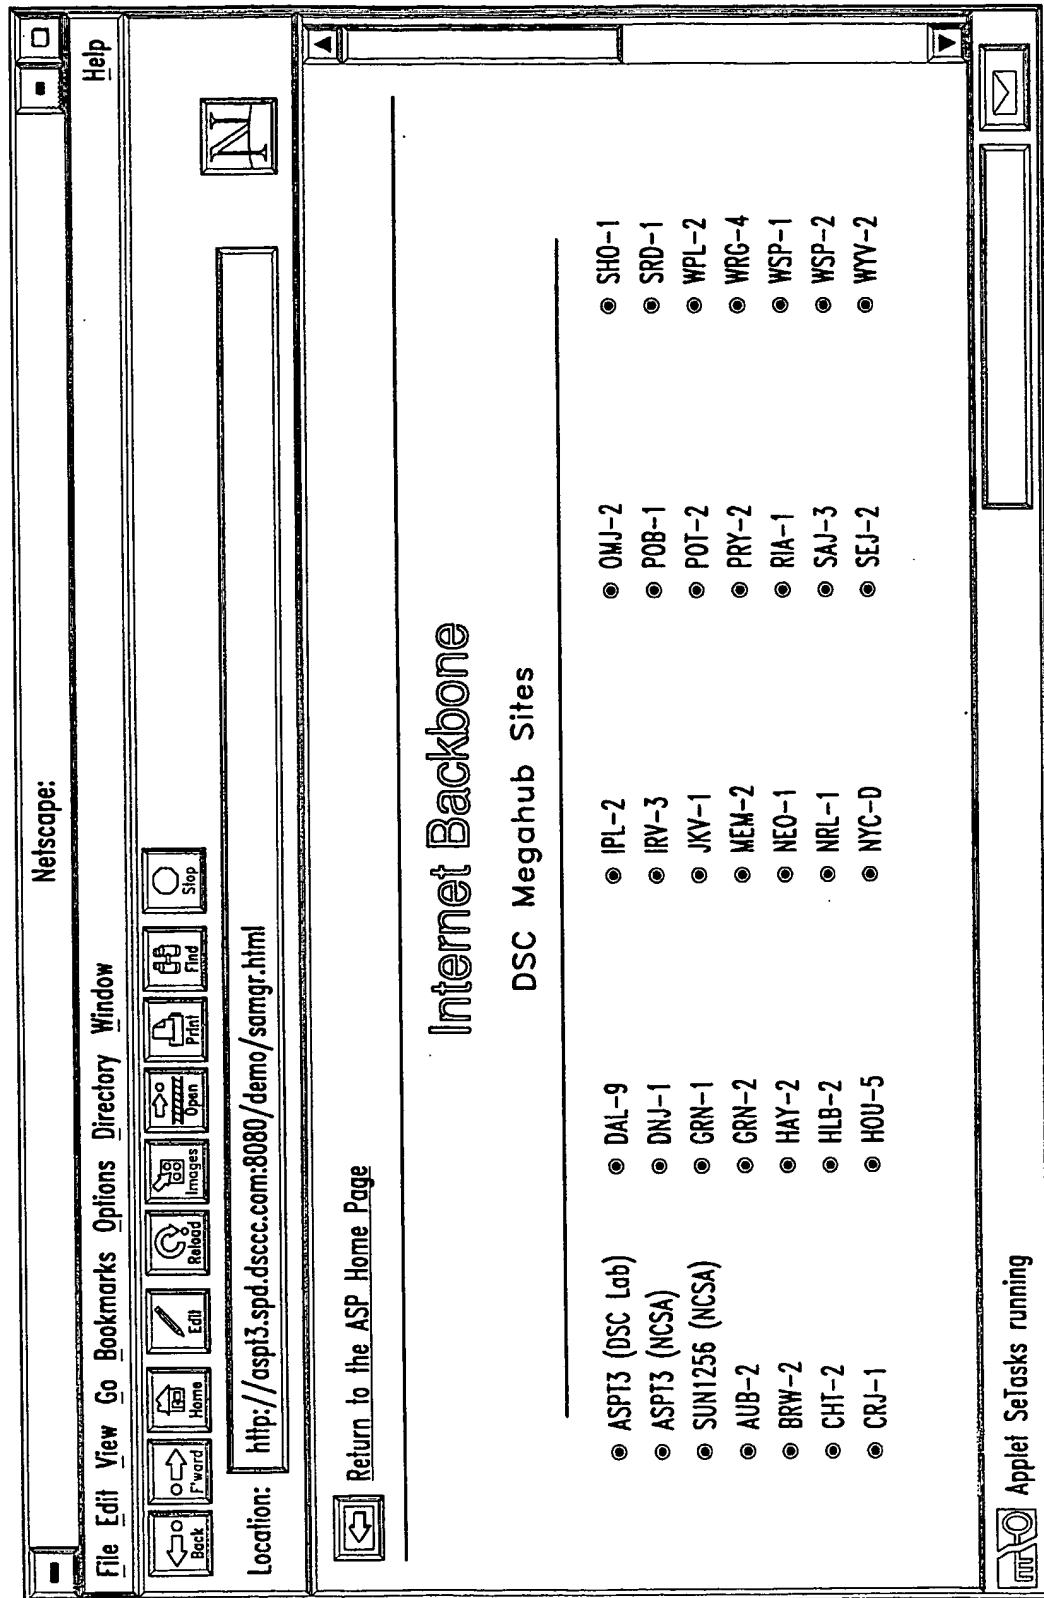 Netscape:
File Edit View Go Bookmarks Options Directory Window Help
Back F'ward Home Edit Reload Images Open Print Find Stop
N
Location: http://aspt3.spd.dsccc.com:8080/demo/samgr.html
Return to the ASP Home Page
Internet Backbone
DSC Megahub Sites
ASPT3 (DSC Lab) DAL-9 IPL-2 OMJ-2 SHO-1
ASPT3 (NCSA) DNJ-1 IRV-3 POB-1 SRD-1
SUN1256 (NCSA) GRN-1 JKV-1 POT-2 WPL-2
AUB-2 GRN-2 MEM-2 PRY-2 WRG-4
BRW-2 HAY-2 NEO-1 RIA-1 WSP-1
CHT-2 HLB-2 NRL-1 SAJ-3 WSP-2
CRJ-1 HOU-5 NYC-D SEJ-2 WYV-2
Applet SeTasks running